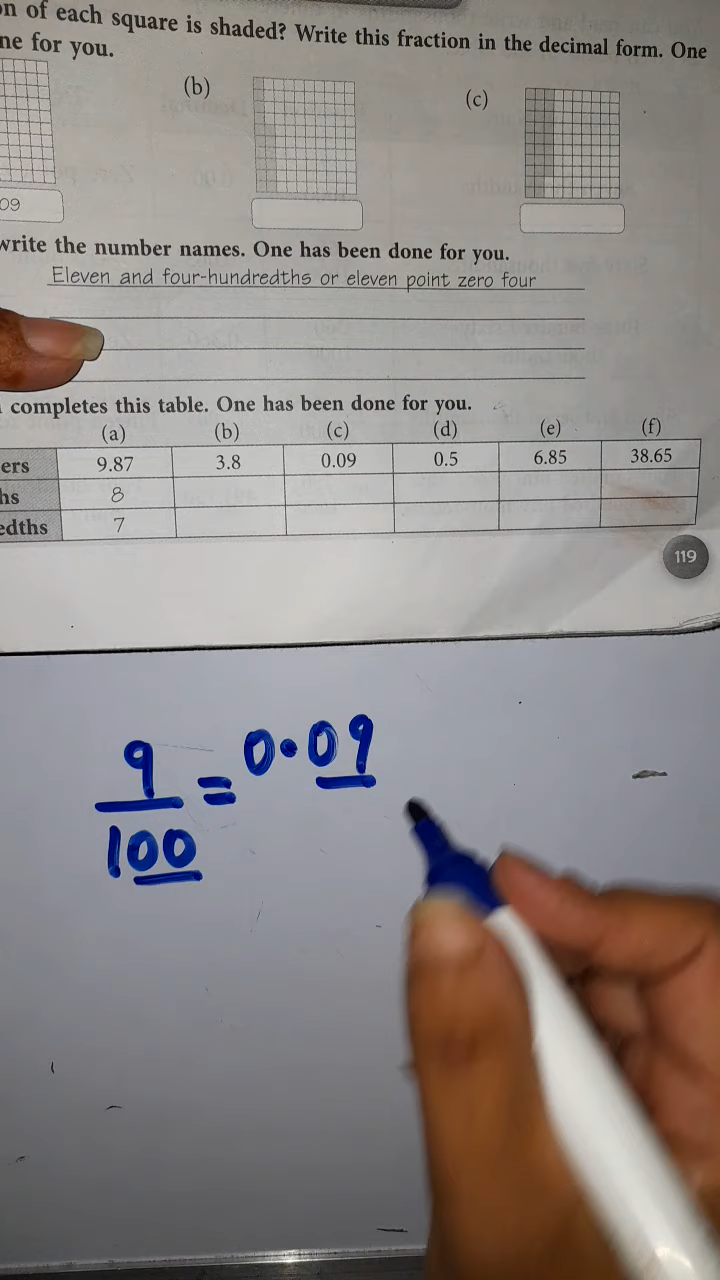 on of each square is shaded? Write this fraction in the decimal form. One
ne for you.
(b)
(c)
09
write the number names. One has been done for you.
Eleven and four-hundredths or eleven point zero four
completes this table. One has been done for you.
(a) (b) (c) (d) (e) (f)
ers 9.87 3.8 0.09 0.5 6.85 38.65
hs 8
edths 7
119
9/100 = 0.09